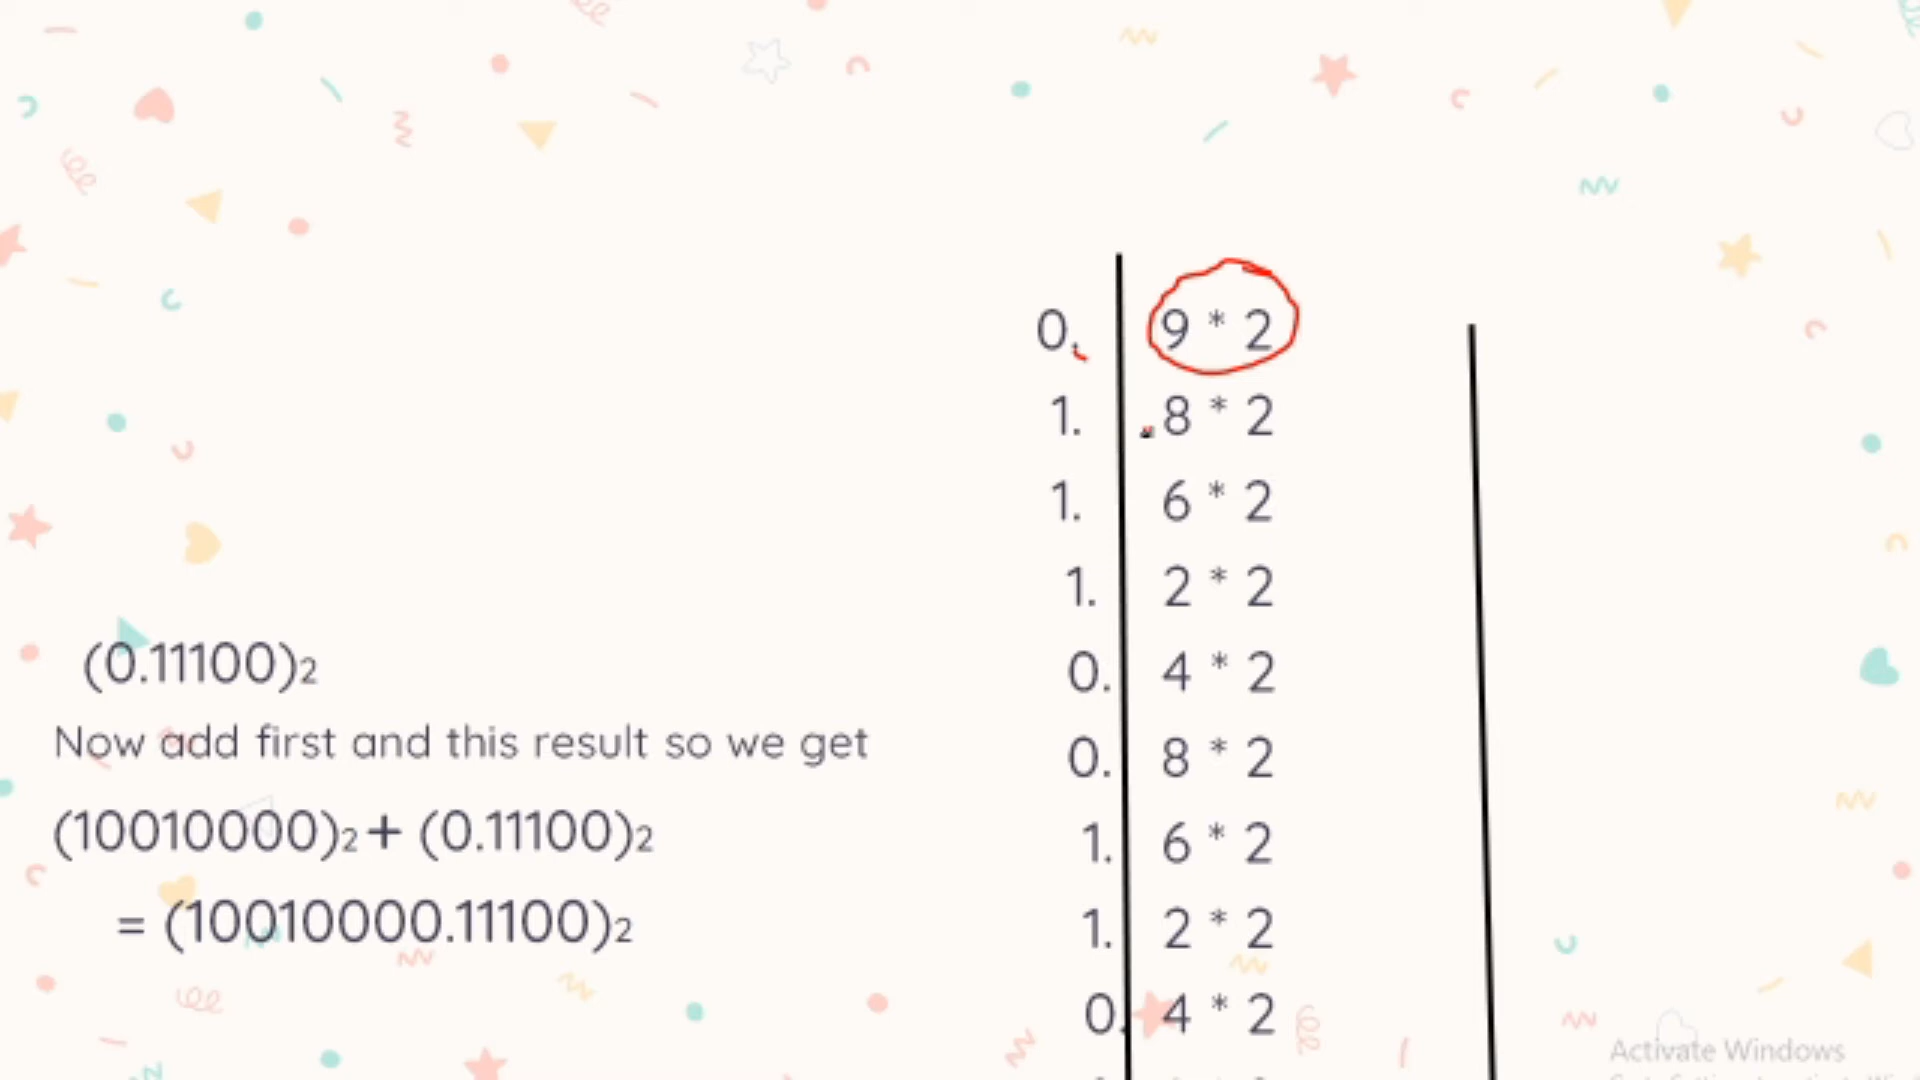 0. 9 * 2
1. .8 * 2
1. 6 * 2
1. 2 * 2
0. 4 * 2
0. 8 * 2
1. 6 * 2
1. 2 * 2
0. 4 * 2
(0.11100)2
Now add first and this result so we get
(10010000)2 + (0.11100)2
= (10010000.11100)2
Activate Windows